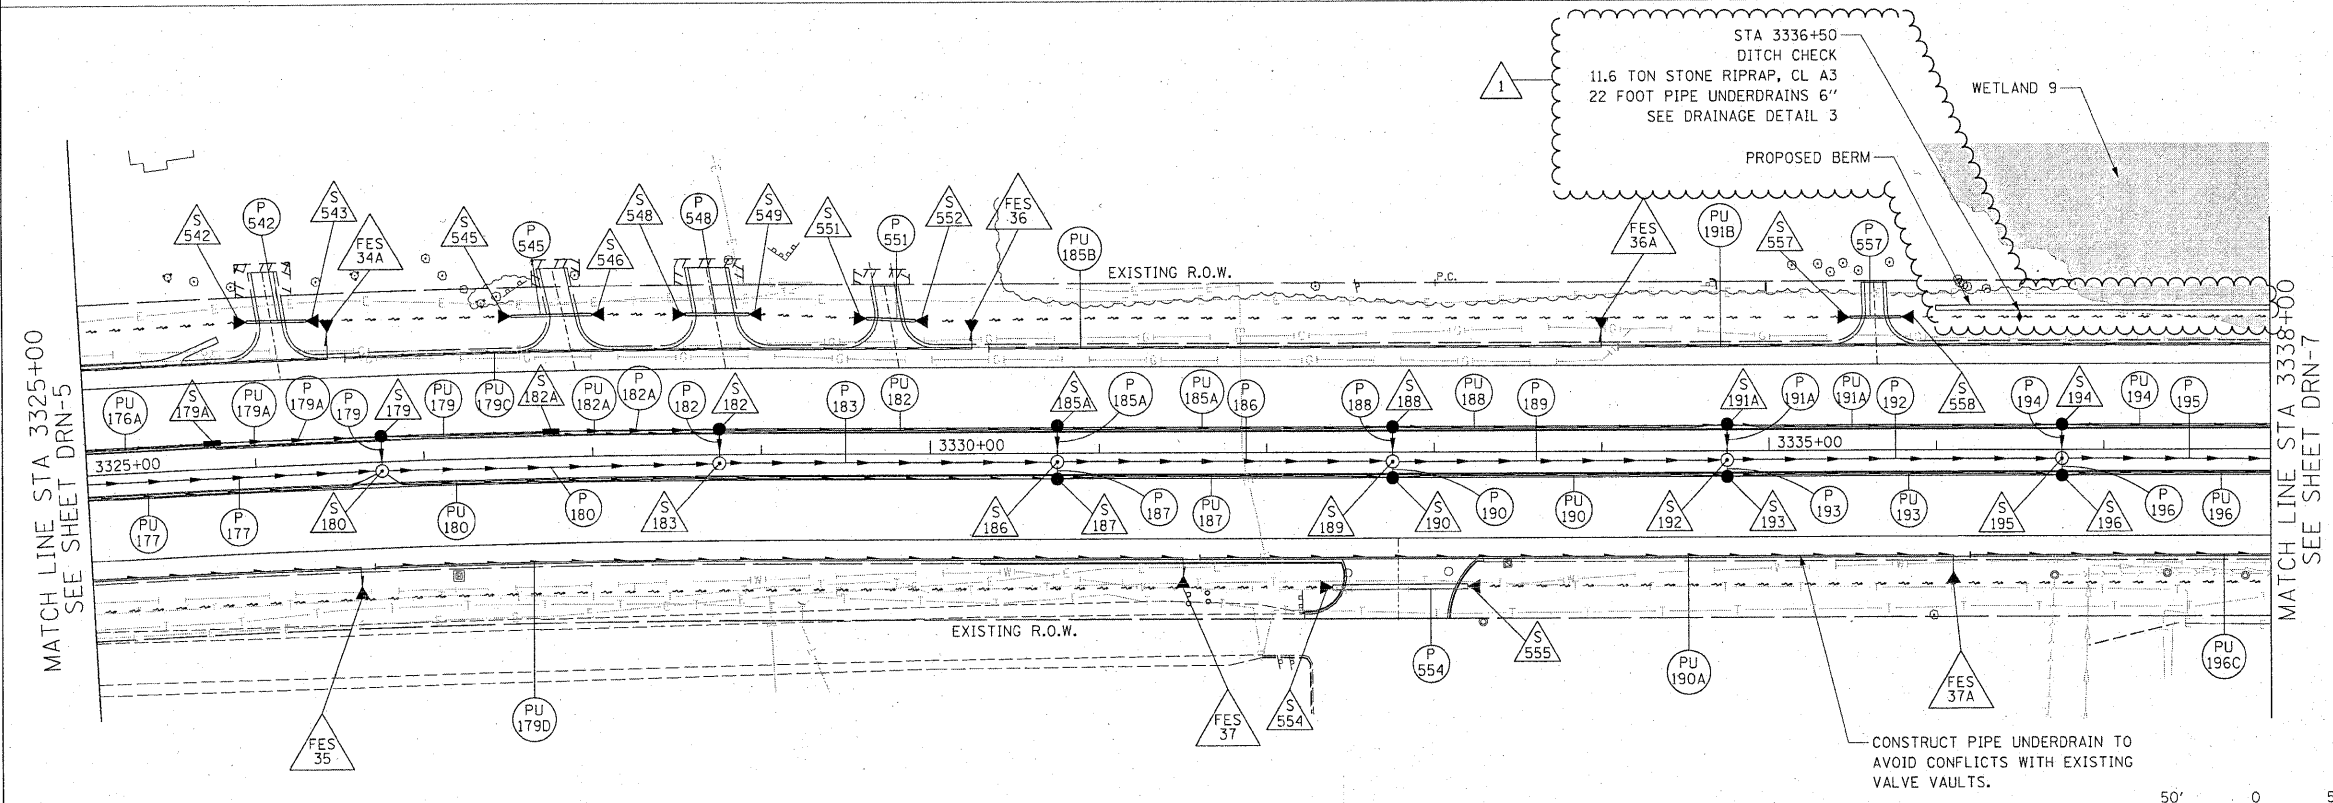 STA 3336+50
DITCH CHECK
11.6 TON STONE RIPRAP, CL A3
22 FOOT PIPE UNDERDRAINS 6"
SEE DRAINAGE DETAIL 3
1
WETLAND 9
PROPOSED BERM
S
542
P
542
S
543
FES
34A
S
545
P
545
S
546
S
548
P
548
S
549
S
551
P
551
S
552
FES
36
PU
185B
EXISTING R.O.W.
P.C.
FES
36A
PU
191B
S
557
P
557
MATCH LINE STA 3325+00
SEE SHEET DRN-5
MATCH LINE STA 3338+00
SEE SHEET DRN-7
PU
176A
S
179A
PU
179A
P
179A
P
179
S
179
PU
179
PU
179C
S
182A
PU
182A
P
182A
P
182
S
182
P
183
PU
182
S
185A
P
185A
PU
185A
P
186
P
188
S
188
PU
188
P
189
S
191A
P
191A
PU
191A
P
192
S
558
P
194
S
194
PU
194
P
195
3325+00
3330+00
3335+00
PU
177
P
177
S
180
PU
180
P
180
S
183
S
186
S
187
P
187
PU
187
S
189
S
190
P
190
PU
190
S
192
S
193
P
193
PU
193
S
195
S
196
P
196
PU
196
EXISTING R.O.W.
FES
35
PU
179D
FES
37
S
554
P
554
S
555
PU
190A
FES
37A
PU
196C
CONSTRUCT PIPE UNDERDRAIN TO
AVOID CONFLICTS WITH EXISTING
VALVE VAULTS.
50' 0 5